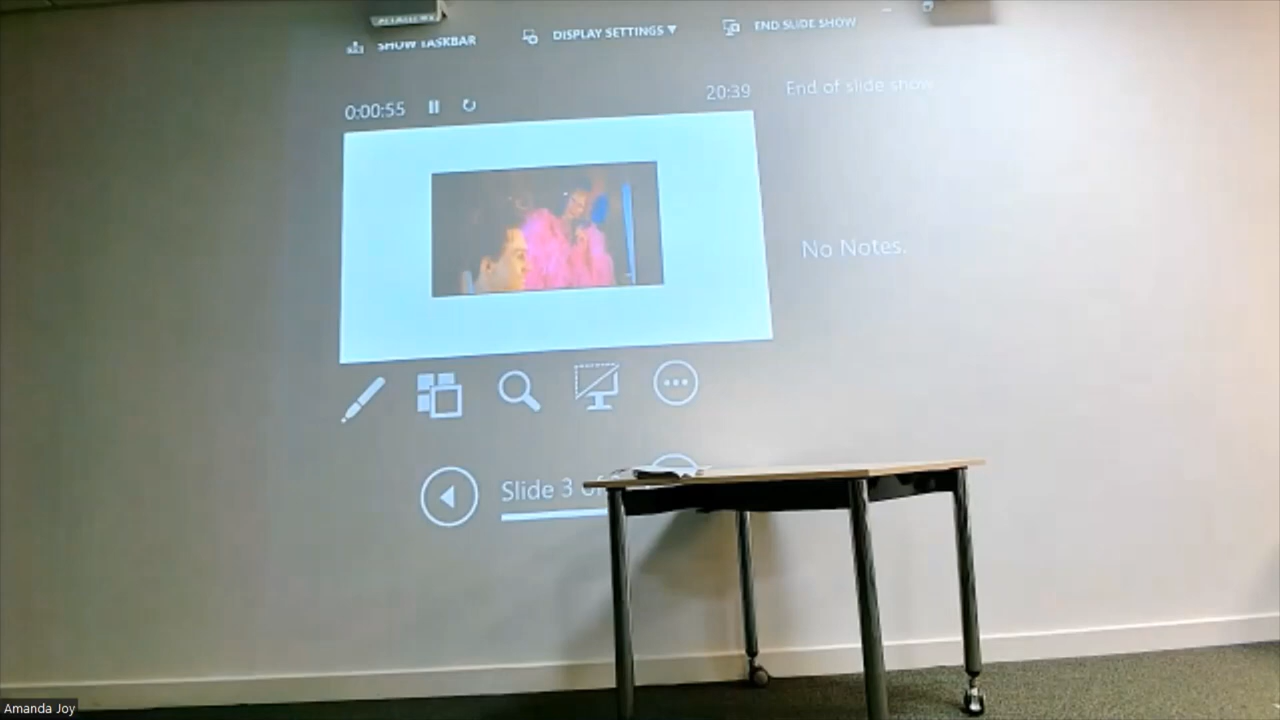 SHOW TASKBAR
DISPLAY SETTINGS ▼
END SLIDE SHOW
0:00:55
20:39
End of slide show
No Notes.
Slide 3 of
Amanda Joy